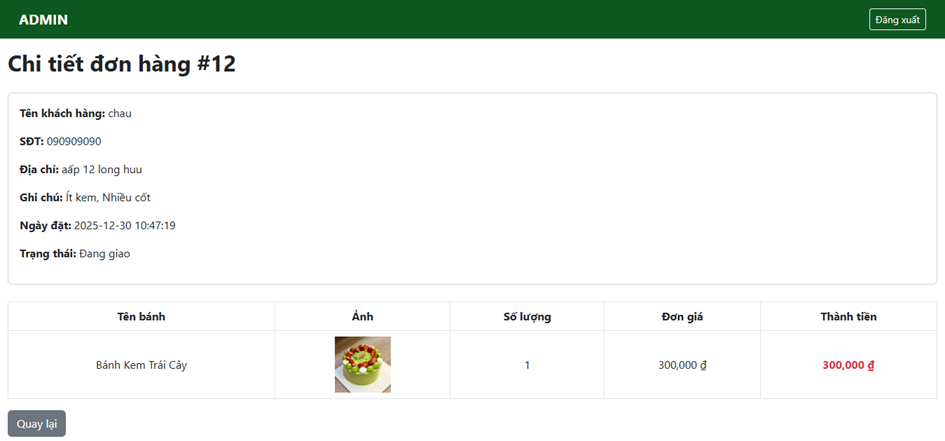 ADMIN
Đăng xuất
Chi tiết đơn hàng #12
Tên khách hàng: chau
SĐT: 090909090
Địa chỉ: aấp 12 long huu
Ghi chú: Ít kem, Nhiều cốt
Ngày đặt: 2025-12-30 10:47:19
Trạng thái: Đang giao
Tên bánh Ảnh Số lượng Đơn giá Thành tiền
Bánh Kem Trái Cây 1 300,000 ₫ 300,000 ₫
Quay lại